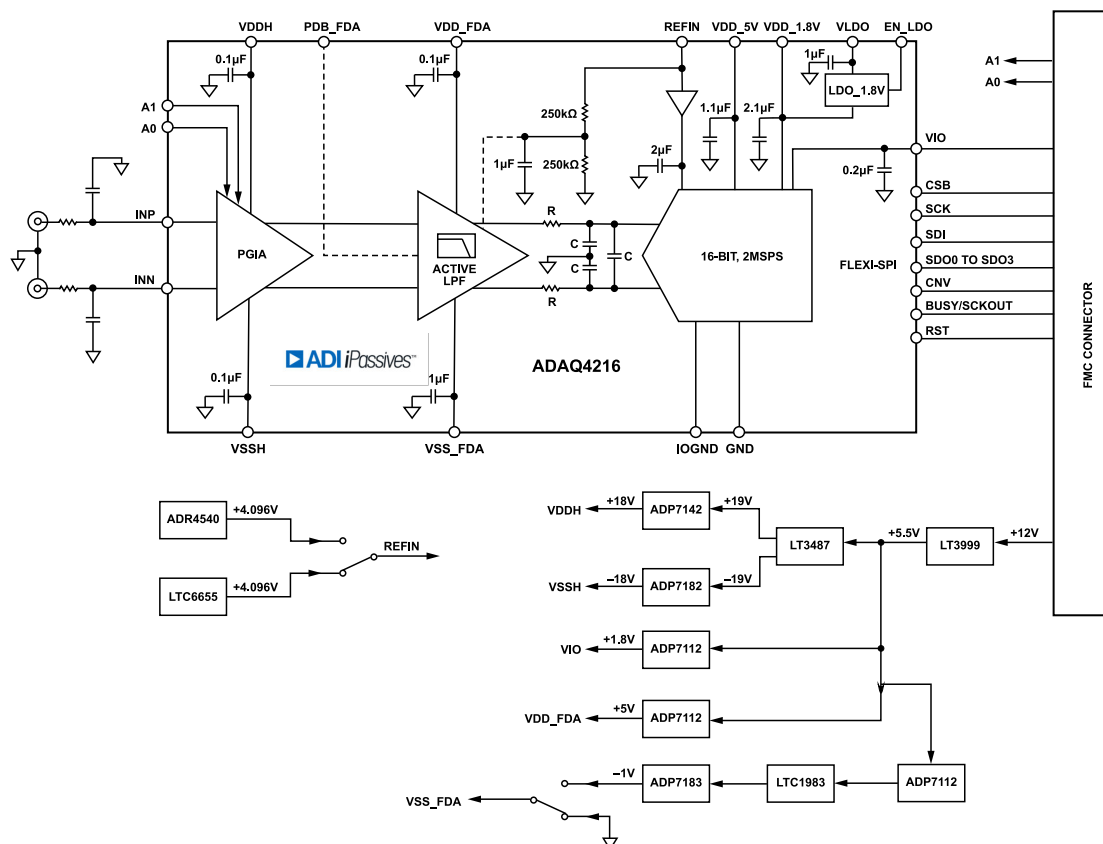 VDDH PDB_FDA VDD_FDA REFIN VDD_5V VDD_1.8V VLDO EN_LDO
0.1µF 0.1µF 1µF
LDO_1.8V
A1
A0
A1
A0
250kΩ
1.1µF 2.1µF
1µF
250kΩ
2µF
VIO
0.2µF
CSB
SCK
SDI
SDO0 TO SDO3
CNV
BUSY/SCKOUT
RST
FLEXI-SPI
FMC CONNECTOR
INP
INN
PGIA
ACTIVE
LPF
R
C
C
C
R
16-BIT, 2MSPS
ADI iPassives™
ADAQ4216
0.1µF 1µF
VSSH VSS_FDA IOGND GND
ADR4540 +4.096V
REFIN
LTC6655 +4.096V
VDDH +18V ADP7142 +19V
LT3487 +5.5V LT3999 +12V
VSSH –18V ADP7182 –19V
VIO +1.8V ADP7112
VDD_FDA +5V ADP7112
VSS_FDA –1V ADP7183 LTC1983 ADP7112